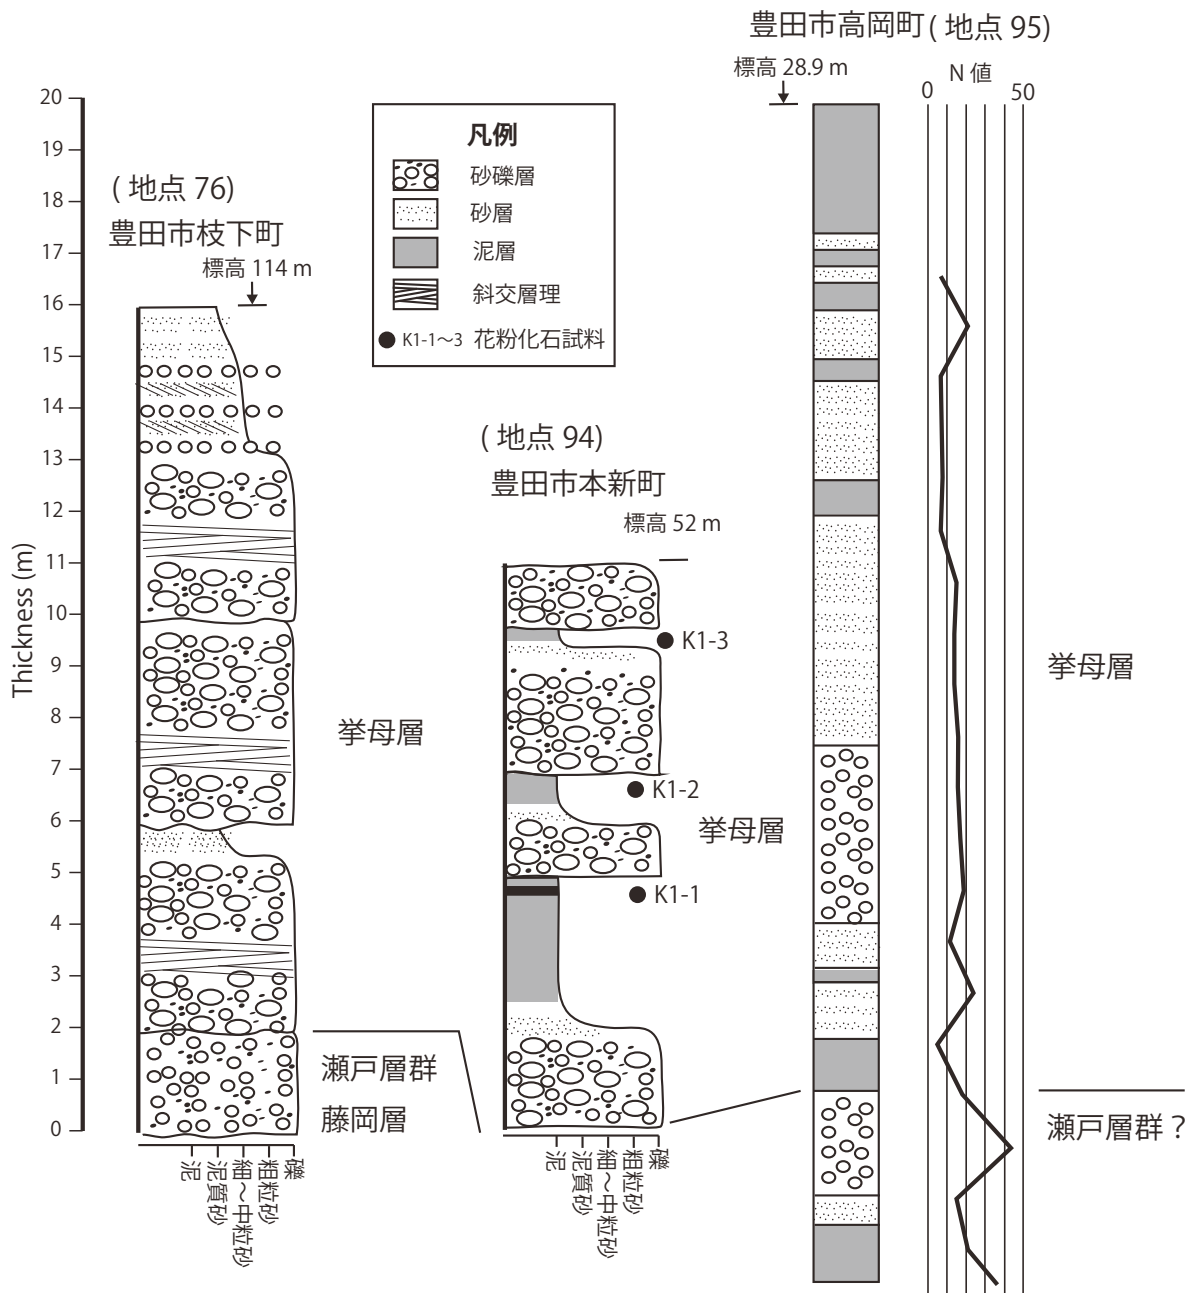 豊田市高岡町 ( 地点 95)
標高 28.9 m
N 値
0
50
凡例
砂礫層
砂層
泥層
斜交層理
K1-1～3 花粉化石試料
( 地点 76)
豊田市枝下町
標高 114 m
( 地点 94)
豊田市本新町
標高 52 m
Thickness (m)
20
19
18
17
16
15
14
13
12
11
10
9
8
7
6
5
4
3
2
1
0
挙母層
K1-3
K1-2
挙母層
K1-1
挙母層
瀬戸層群
藤岡層
瀬戸層群 ?
泥
泥質砂
細～中粒砂
粗粒砂
礫
泥
泥質砂
細～中粒砂
粗粒砂
礫